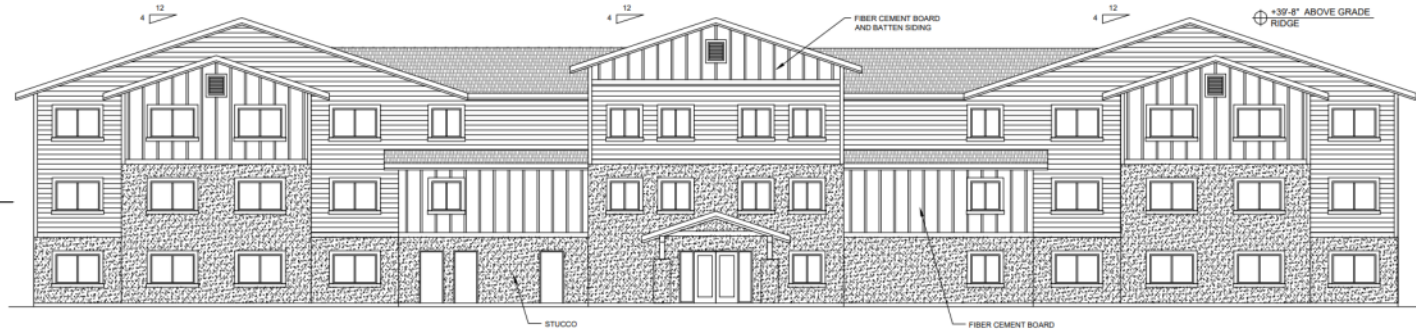 12
4
12
4
12
4
+39'-8" ABOVE GRADE
RIDGE
FIBER CEMENT BOARD
AND BATTEN SIDING
STUCCO
FIBER CEMENT BOARD